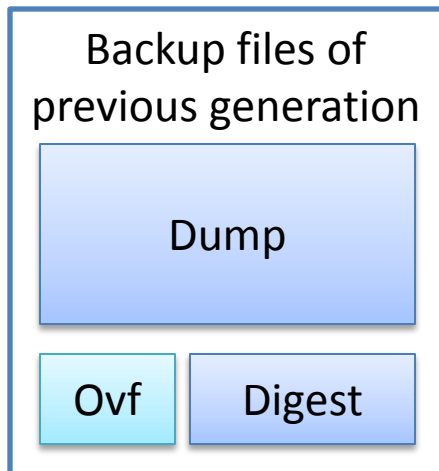 Backup files of
previous generation
Dump
Ovf
Digest